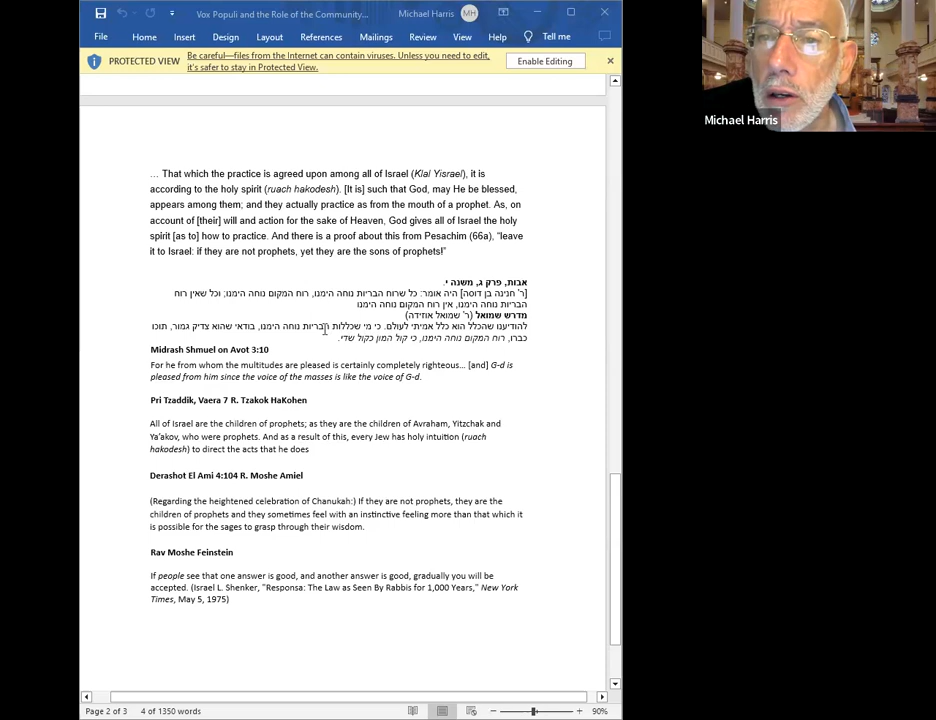 Vox Populi and the Role of the Community... Michael Harris MH
File Home Insert Design Layout References Mailings Review View Help Tell me
PROTECTED VIEW Be careful—files from the Internet can contain viruses. Unless you need to edit, it's safer to stay in Protected View. Enable Editing
Michael Harris
... That which the practice is agreed upon among all of Israel (Klal Yisrael), it is
according to the holy spirit (ruach hakodesh). [It is] such that God, may He be blessed,
appears among them; and they actually practice as from the mouth of a prophet. As, on
account of [their] will and action for the sake of Heaven, God gives all of Israel the holy
spirit [as to] how to practice. And there is a proof about this from Pesachim (66a), "leave
it to Israel: if they are not prophets, yet they are the sons of prophets!"
אבות, פרק ג, משנה י.
[ר' חנינה בן דוסה] היה אומר: כל שרוח הבריות נוחה הימנו, רוח המקום נוחה הימנו; וכל שאין רוח
הבריות נוחה הימנו, אין רוח המקום נוחה הימנו
מדרש שמואל (ר' שמואל אוזידה)
להודיענו שהכלל הוא כלל אמיתי לעולם. כי מי שכללות הבריות נוחה הימנו, בודאי שהוא צדיק גמור, תוכו
כברו, רוח המקום נוחה הימנו, כי קול המון כקול שדי.
Midrash Shmuel on Avot 3:10
For he from whom the multitudes are pleased is certainly completely righteous... [and] G-d is
pleased from him since the voice of the masses is like the voice of G-d.
Pri Tzaddik, Vaera 7 R. Tzakok HaKohen
All of Israel are the children of prophets; as they are the children of Avraham, Yitzchak and
Ya'akov, who were prophets. And as a result of this, every Jew has holy intuition (ruach
hakodesh) to direct the acts that he does
Derashot El Ami 4:104 R. Moshe Amiel
(Regarding the heightened celebration of Chanukah:) If they are not prophets, they are the
children of prophets and they sometimes feel with an instinctive feeling more than that which it
is possible for the sages to grasp through their wisdom.
Rav Moshe Feinstein
If people see that one answer is good, and another answer is good, gradually you will be
accepted. (Israel L. Shenker, "Responsa: The Law as Seen By Rabbis for 1,000 Years," New York
Times, May 5, 1975)
Page 2 of 3 4 of 1350 words 90%